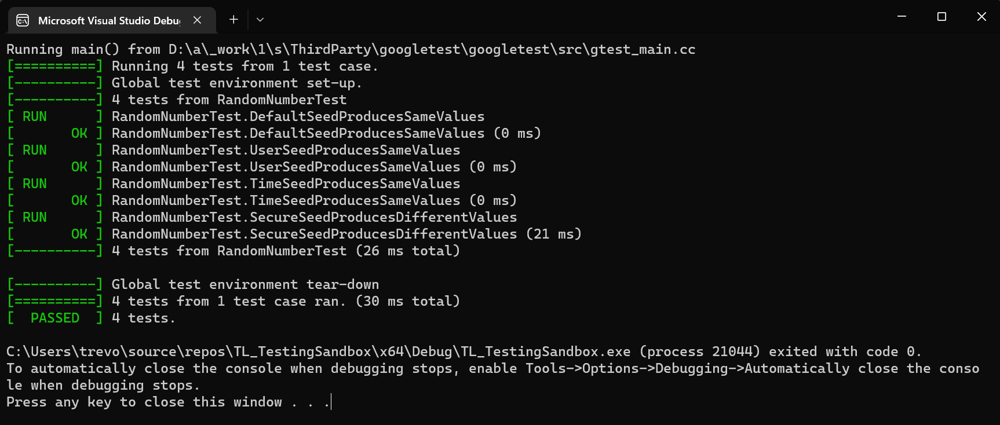 Microsoft Visual Studio Debu
Running main() from D:\a\_work\1\s\ThirdParty\googletest\googletest\src\gtest_main.cc
[==========] Running 4 tests from 1 test case.
[----------] Global test environment set-up.
[----------] 4 tests from RandomNumberTest
[ RUN      ] RandomNumberTest.DefaultSeedProducesSameValues
[       OK ] RandomNumberTest.DefaultSeedProducesSameValues (0 ms)
[ RUN      ] RandomNumberTest.UserSeedProducesSameValues
[       OK ] RandomNumberTest.UserSeedProducesSameValues (0 ms)
[ RUN      ] RandomNumberTest.TimeSeedProducesSameValues
[       OK ] RandomNumberTest.TimeSeedProducesSameValues (0 ms)
[ RUN      ] RandomNumberTest.SecureSeedProducesDifferentValues
[       OK ] RandomNumberTest.SecureSeedProducesDifferentValues (21 ms)
[----------] 4 tests from RandomNumberTest (26 ms total)
[----------] Global test environment tear-down
[==========] 4 tests from 1 test case ran. (30 ms total)
[  PASSED  ] 4 tests.
C:\Users\trevo\source\repos\TL_TestingSandbox\x64\Debug\TL_TestingSandbox.exe (process 21044) exited with code 0.
To automatically close the console when debugging stops, enable Tools->Options->Debugging->Automatically close the conso
le when debugging stops.
Press any key to close this window . . .